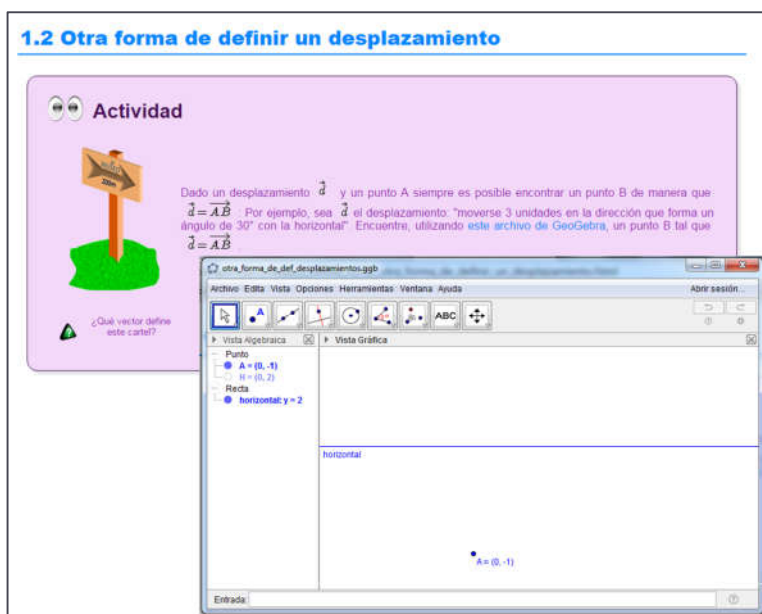 1.2 Otra forma de definir un desplazamiento
Actividad
Dado un desplazamiento d⃗ y un punto A siempre es posible encontrar un punto B de manera que
d⃗ = AB⃗ : Por ejemplo, sea d⃗ el desplazamiento: "moverse 3 unidades en la dirección que forma un
ángulo de 30° con la horizontal". Encuentre, utilizando este archivo de GeoGebra, un punto B tal que
d⃗ = AB⃗ .
¿Qué vector define
este cartel?
otra_forma_de_def_desplazamientos.ggb
Archivo Edita Vista Opciones Herramientas Ventana Ayuda
Abrir sesión...
A
ABC
Vista Algebraica
Vista Gráfica
Punto
A = (0, -1)
H = (0, 2)
Recta
horizontal: y = 2
horizontal
A = (0, -1)
Entrada: